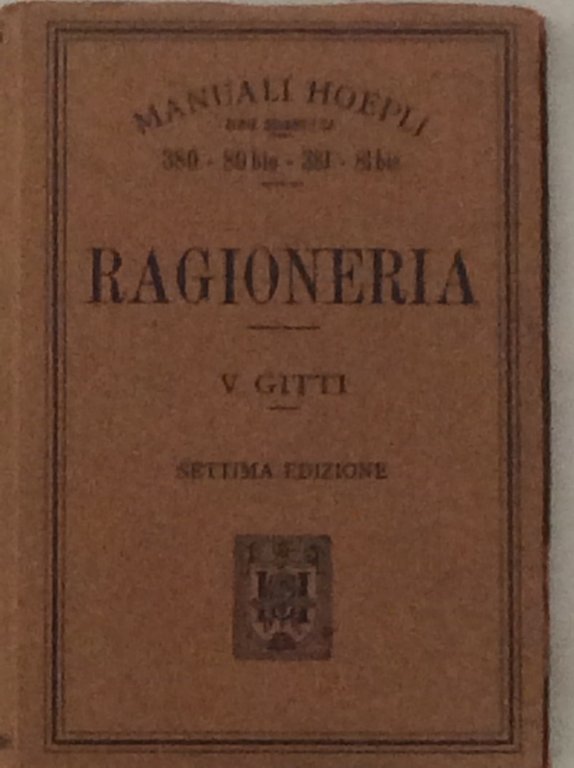 MANUALI HOEPLI
380 - 80 bis - 381 - 81 bis
RAGIONERIA
V. GITTI
SETTIMA EDIZIONE